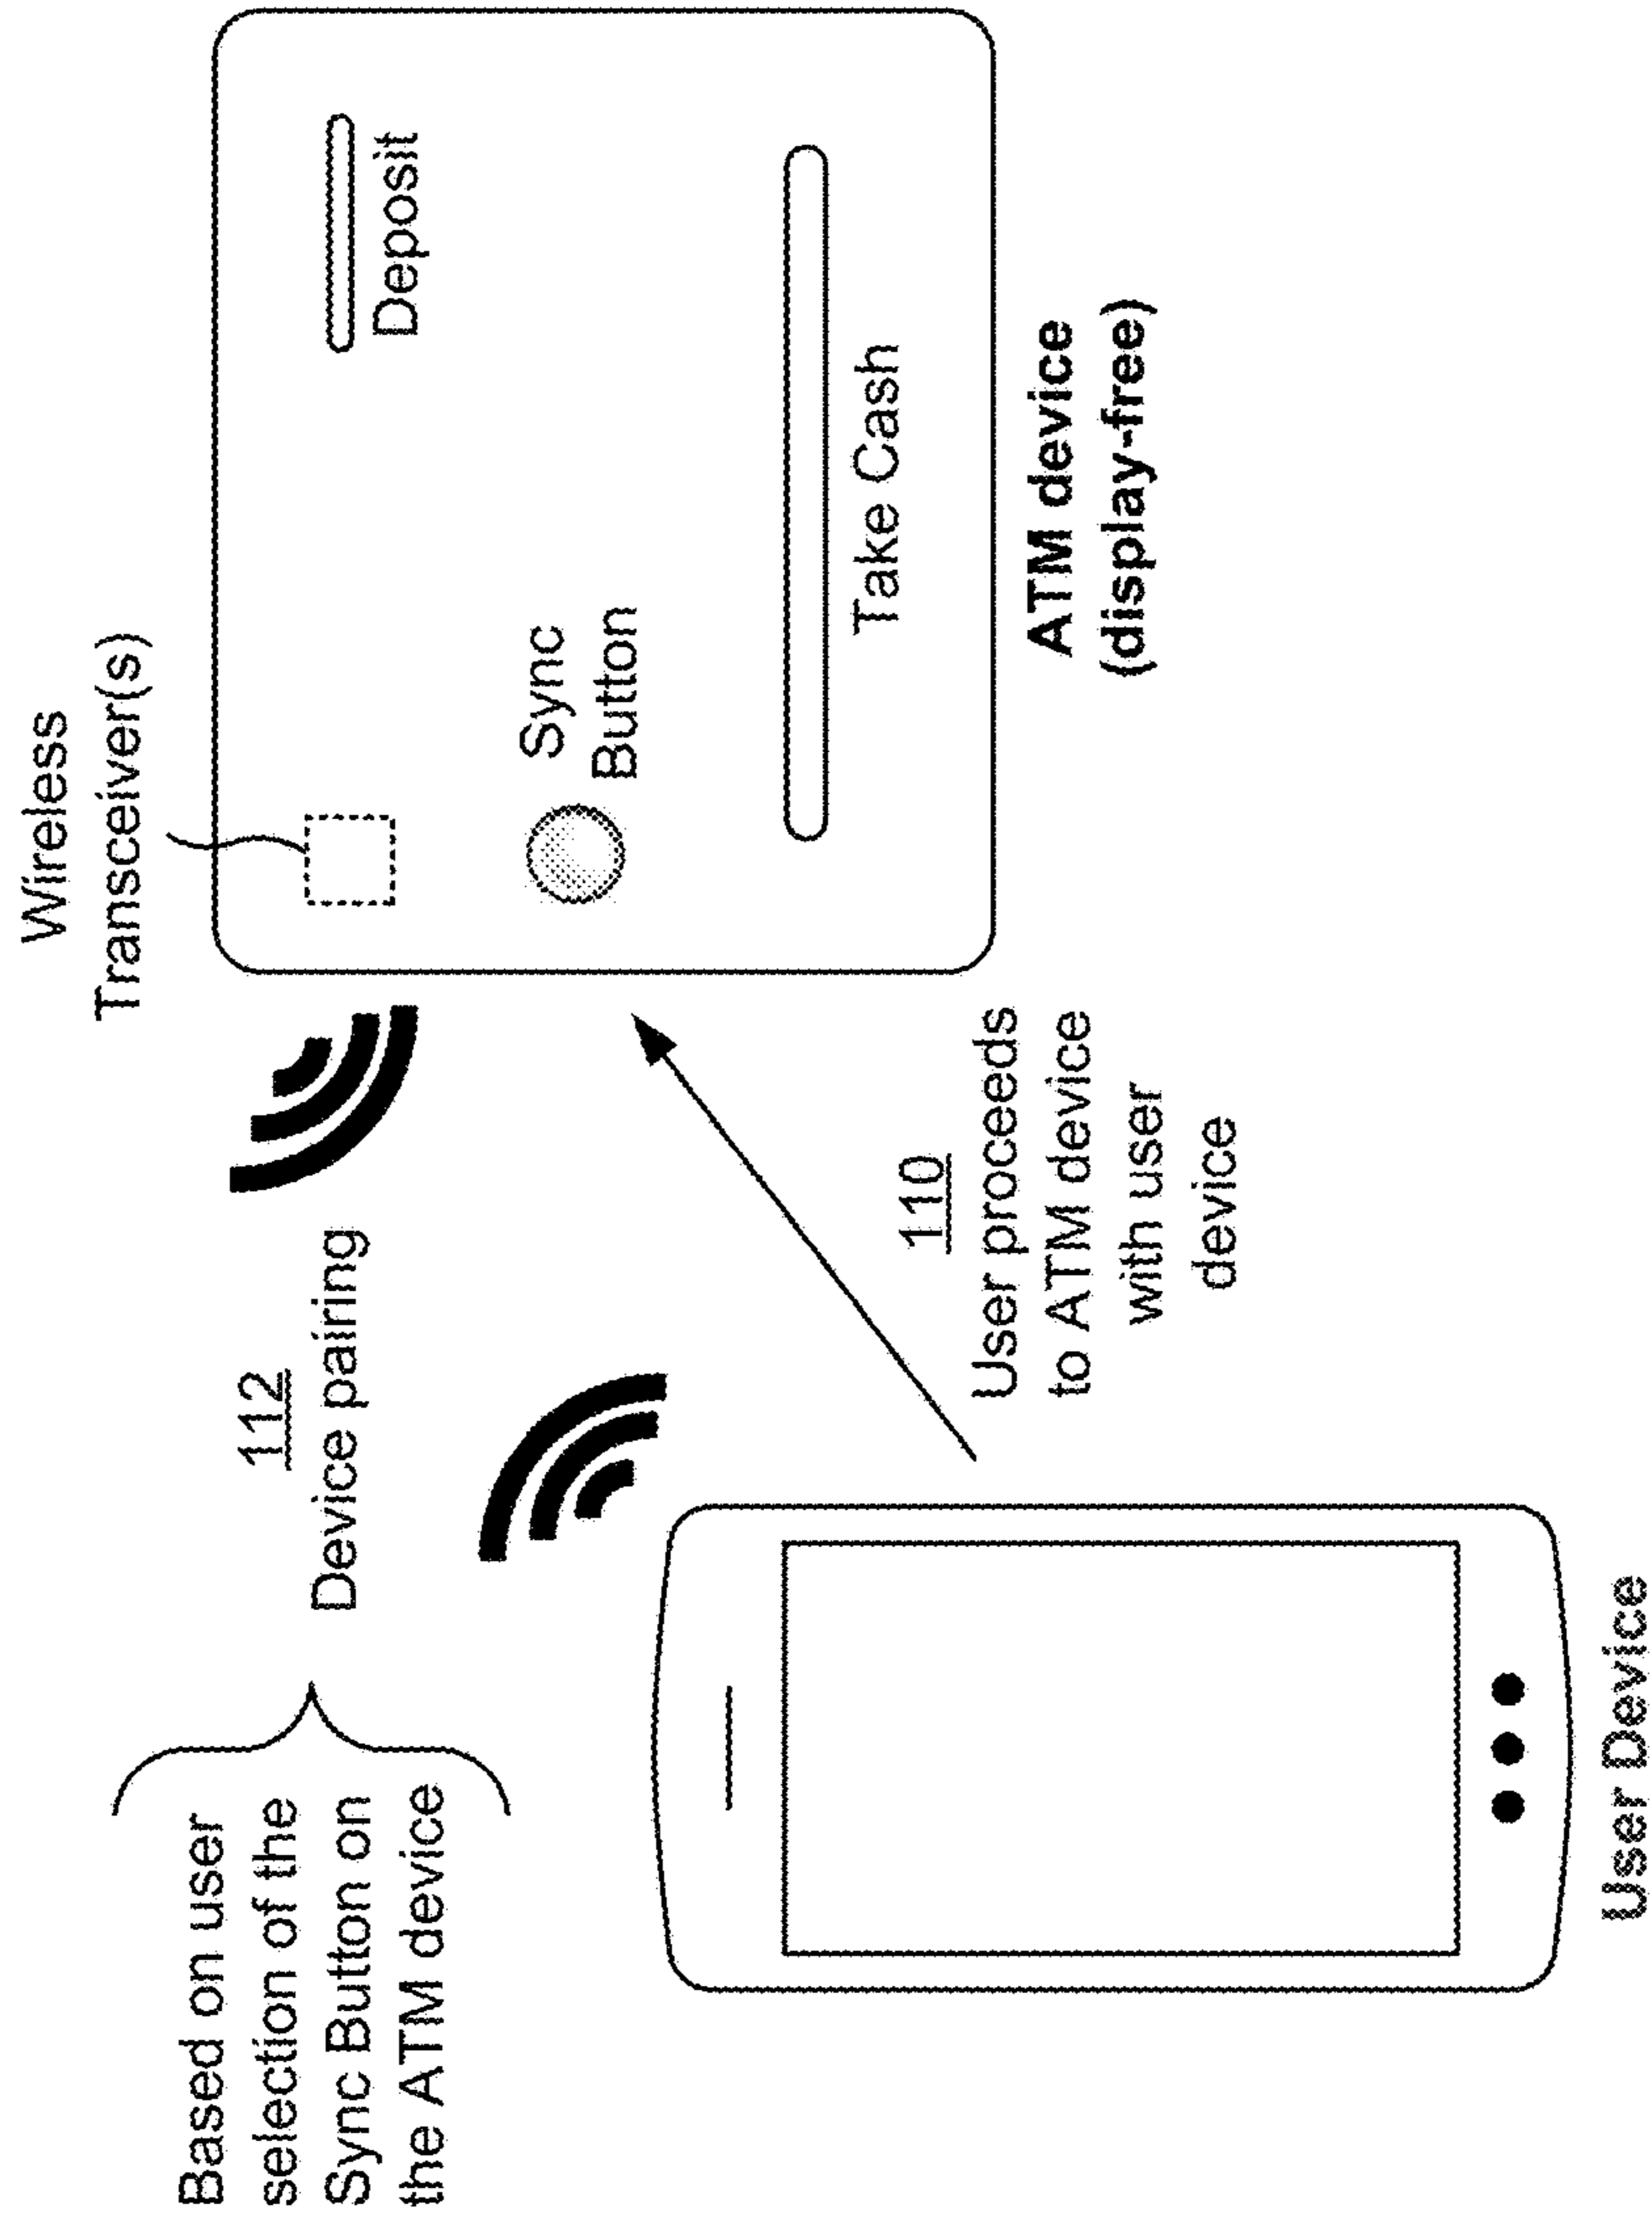 Based on user
selection of the
Sync Button on
the ATM device
112
Device pairing
Wireless
Transceiver(s)
Deposit
Sync
Button
Take Cash
ATM device
(display-free)
110
User proceeds
to ATM device
with user
device
User Device